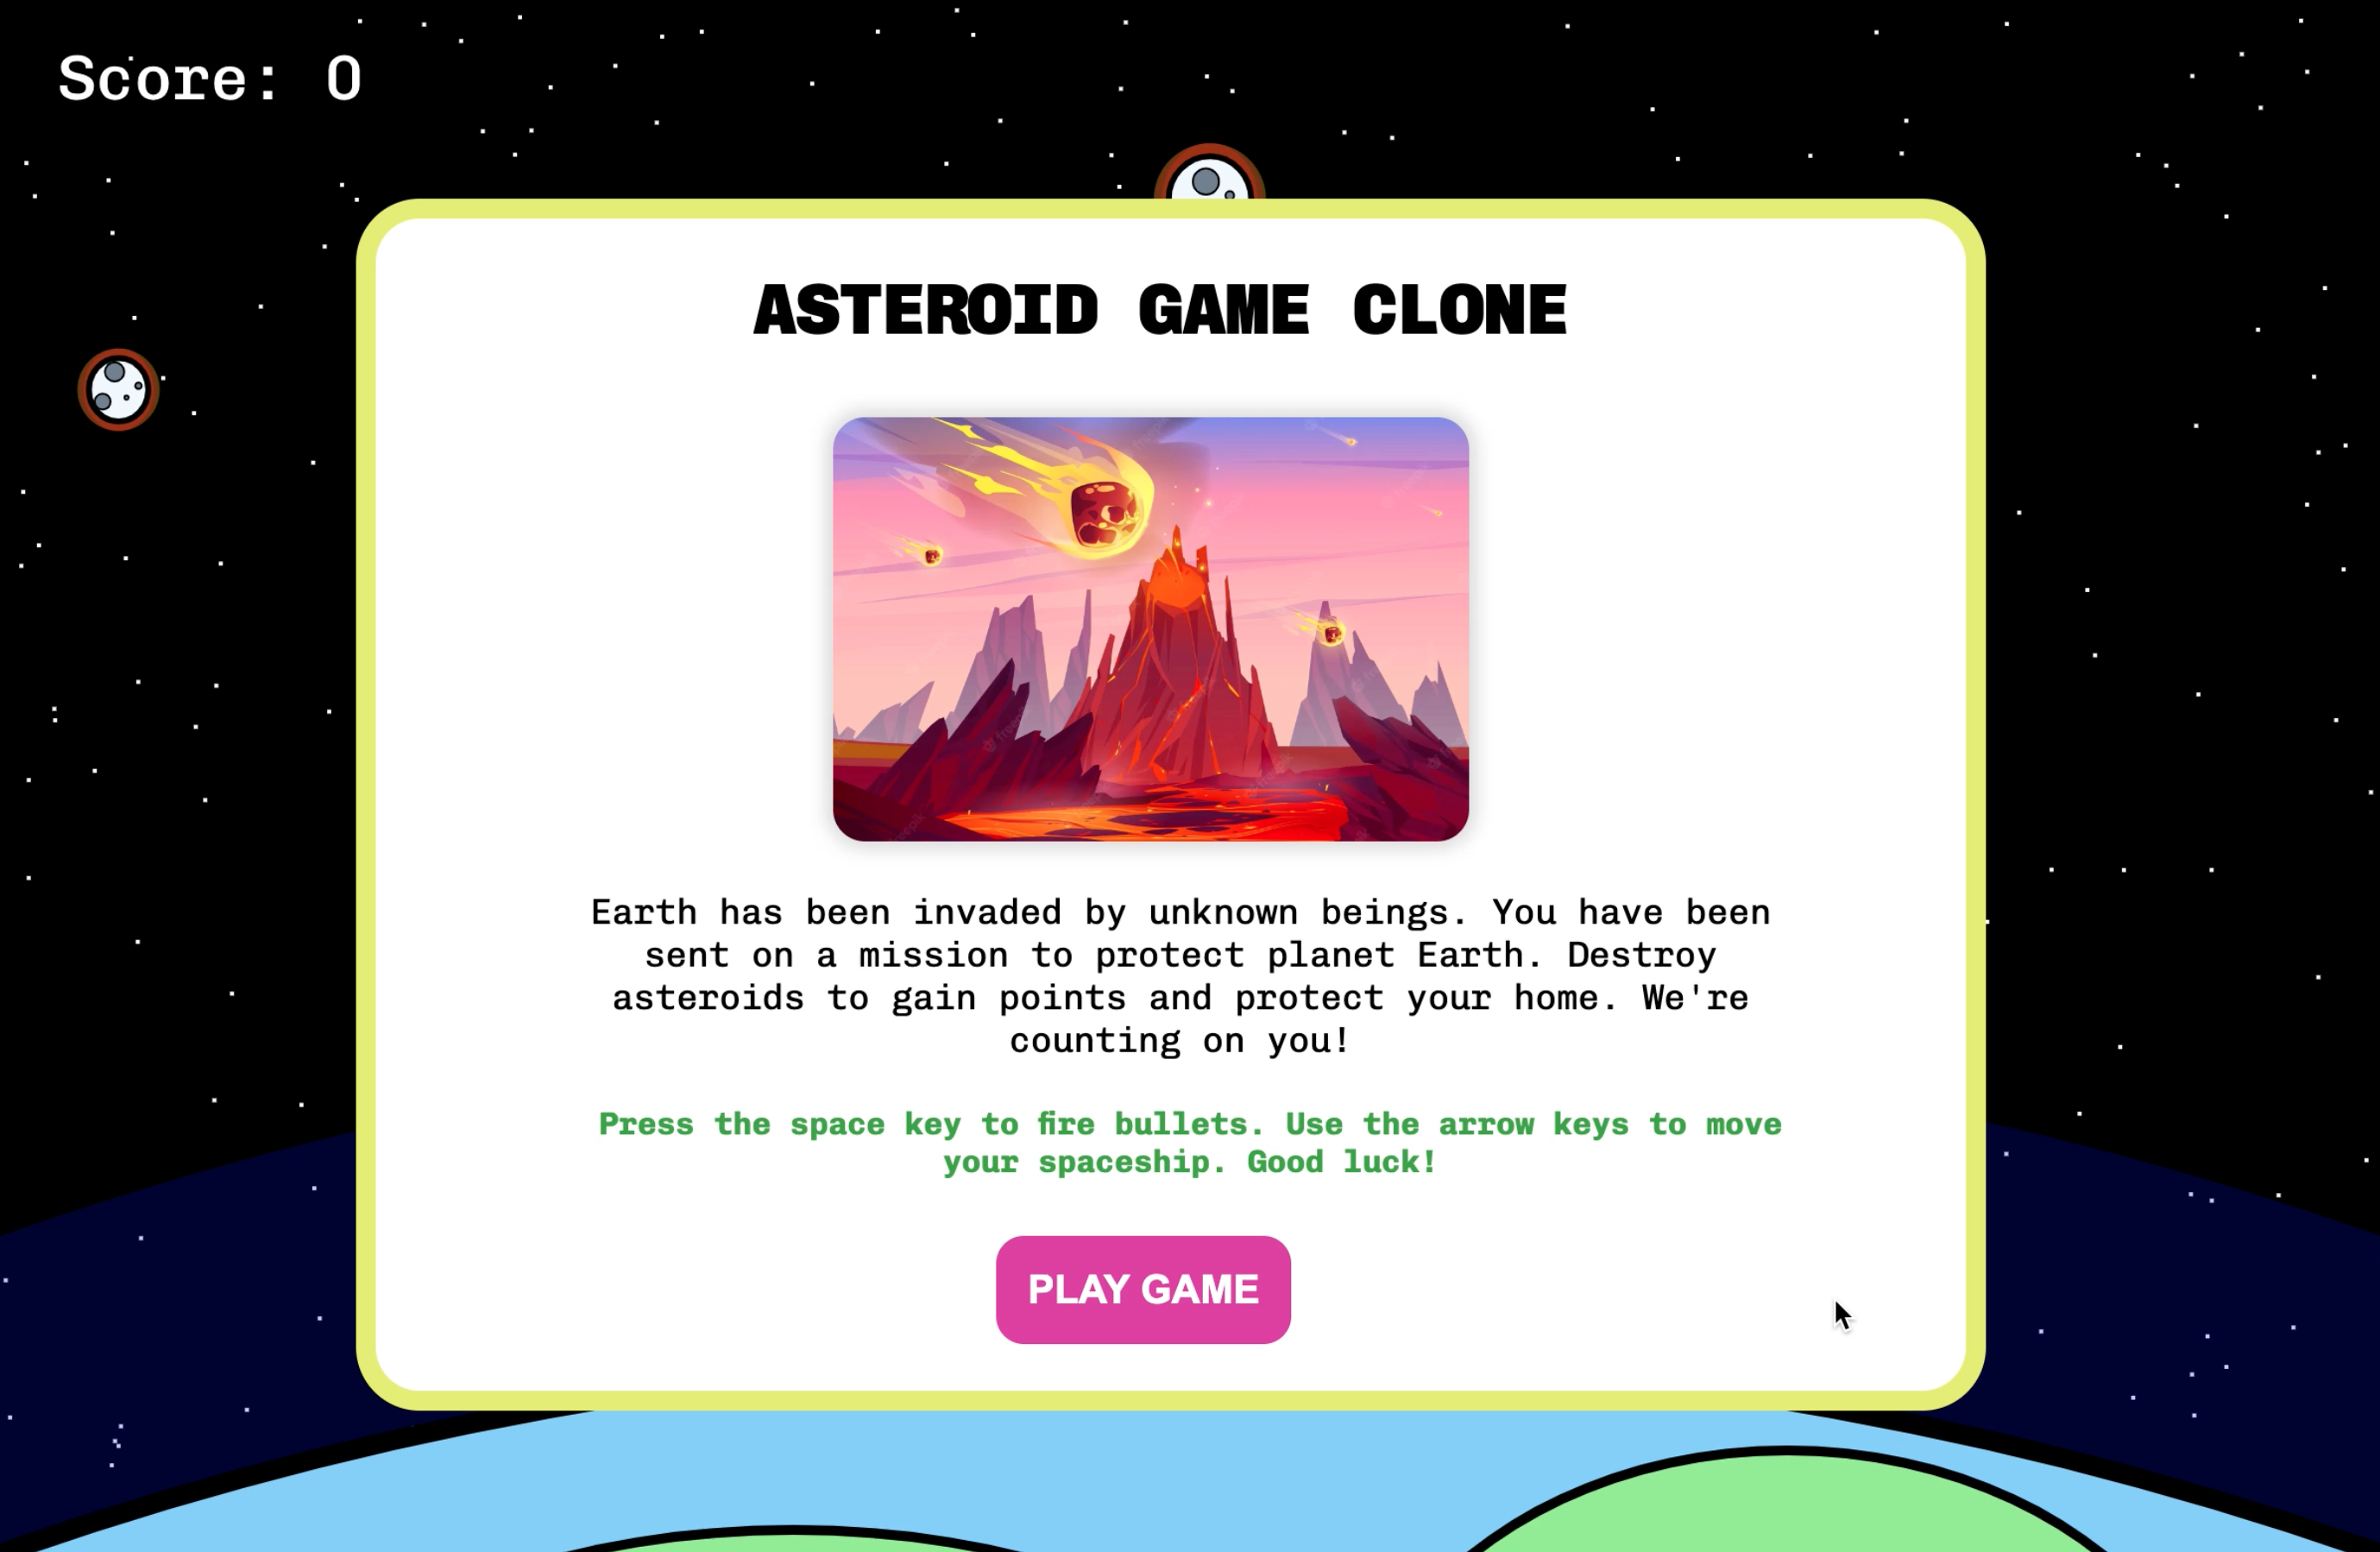 Score: 0
ASTEROID GAME CLONE
Earth has been invaded by unknown beings. You have been
sent on a mission to protect planet Earth. Destroy
asteroids to gain points and protect your home. We're
counting on you!
Press the space key to fire bullets. Use the arrow keys to move
your spaceship. Good luck!
PLAY GAME